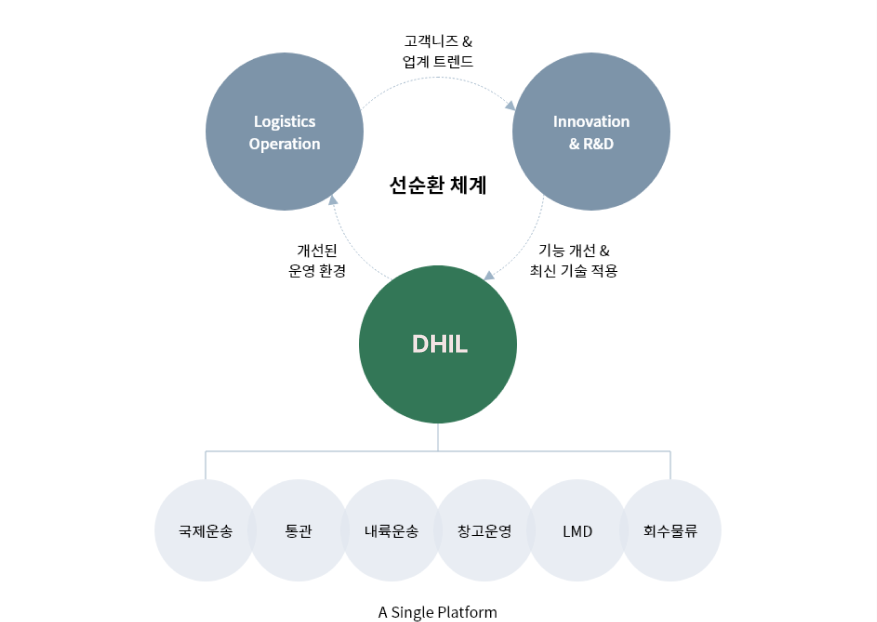 고객니즈 &
업계 트렌드
Logistics
Operation
Innovation
& R&D
선순환 체계
개선된
운영 환경
기능 개선 &
최신 기술 적용
DHIL
국제운송
통관
내륙운송
창고운영
LMD
회수물류
A Single Platform